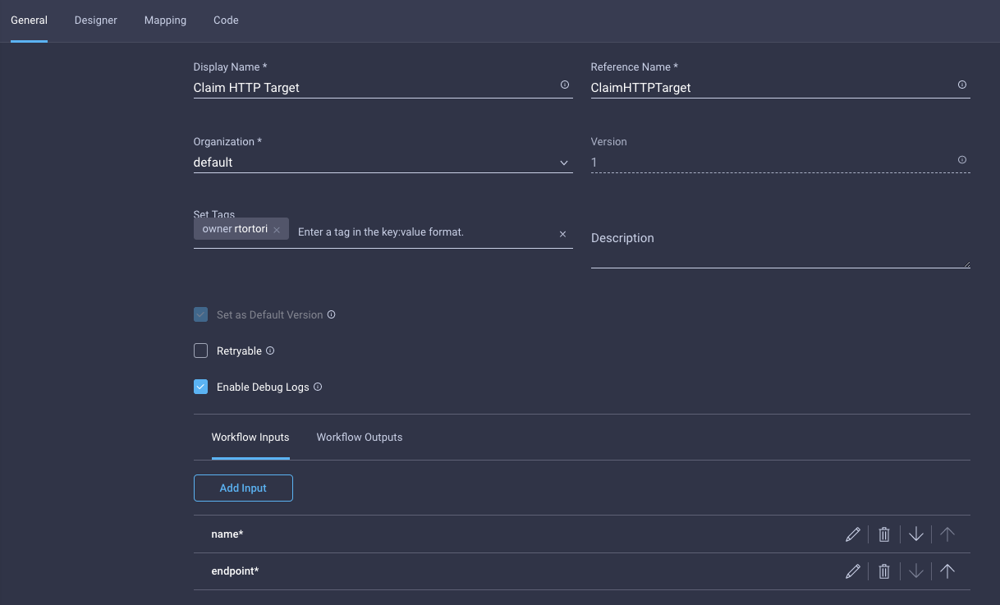 General Designer Mapping Code
Display Name * Reference Name *
Claim HTTP Target ClaimHTTPTarget
Organization * Version
default 1
Set Tags
owner rtortori Enter a tag in the key:value format.
Description
Set as Default Version
Retryable
Enable Debug Logs
Workflow Inputs Workflow Outputs
Add Input
name*
endpoint*